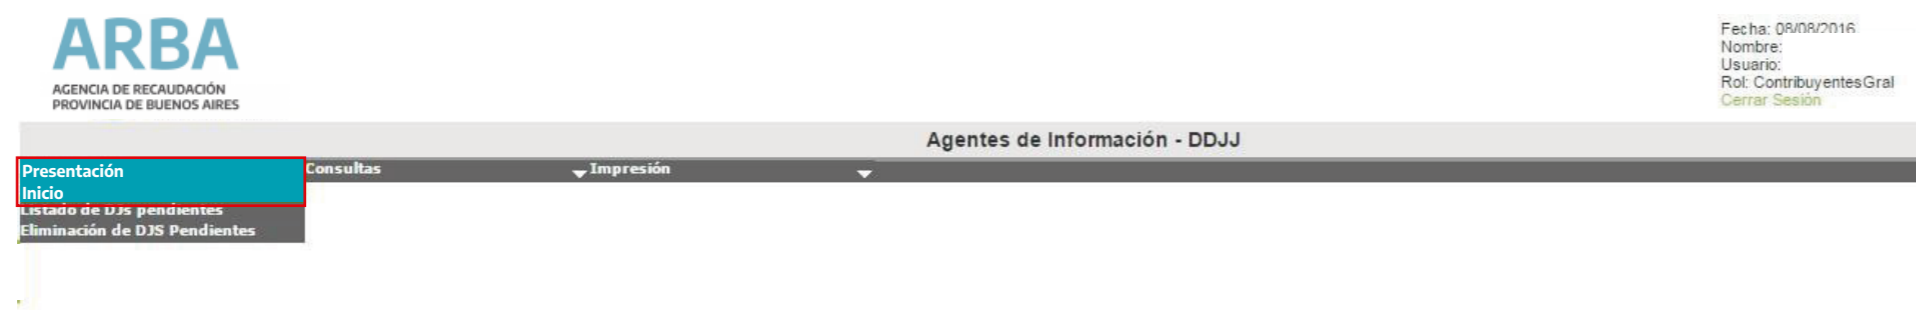 ARBA
AGENCIA DE RECAUDACIÓN
PROVINCIA DE BUENOS AIRES
Fecha: 08/08/2016
Nombre:
Usuario:
Rol: ContribuyentesGral
Cerrar Sesión
Agentes de Información - DDJJ
Presentación
Consultas
Impresión
Inicio
Listado de DJs pendientes
Eliminación de DJS Pendientes